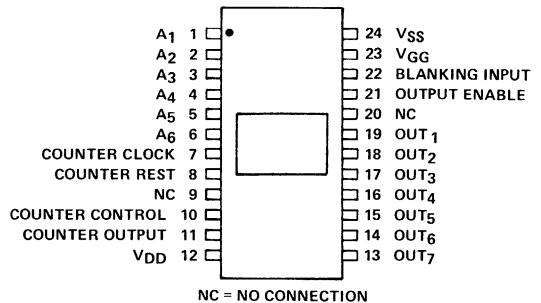 A1 1 24 VSS
A2 2 23 VGG
A3 3 22 BLANKING INPUT
A4 4 21 OUTPUT ENABLE
A5 5 20 NC
A6 6 19 OUT1
COUNTER CLOCK 7 18 OUT2
COUNTER REST 8 17 OUT3
NC 9 16 OUT4
COUNTER CONTROL 10 15 OUT5
COUNTER OUTPUT 11 14 OUT6
VDD 12 13 OUT7
NC = NO CONNECTION